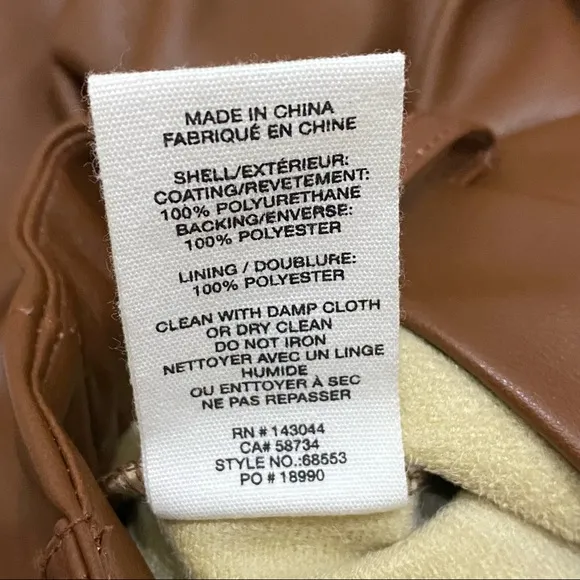 MADE IN CHINA
FABRIQUÉ EN CHINE
SHELL/EXTÉRIEUR:
COATING/REVETEMENT:
100% POLYURETHANE
BACKING/ENVERSE:
100% POLYESTER
LINING / DOUBLURE:
100% POLYESTER
CLEAN WITH DAMP CLOTH
OR DRY CLEAN
DO NOT IRON
NETTOYER AVEC UN LINGE
HUMIDE
OU ENTTOYER À SEC
NE PAS REPASSER
RN # 143044
CA# 58734
STYLE NO.:68553
PO # 18990